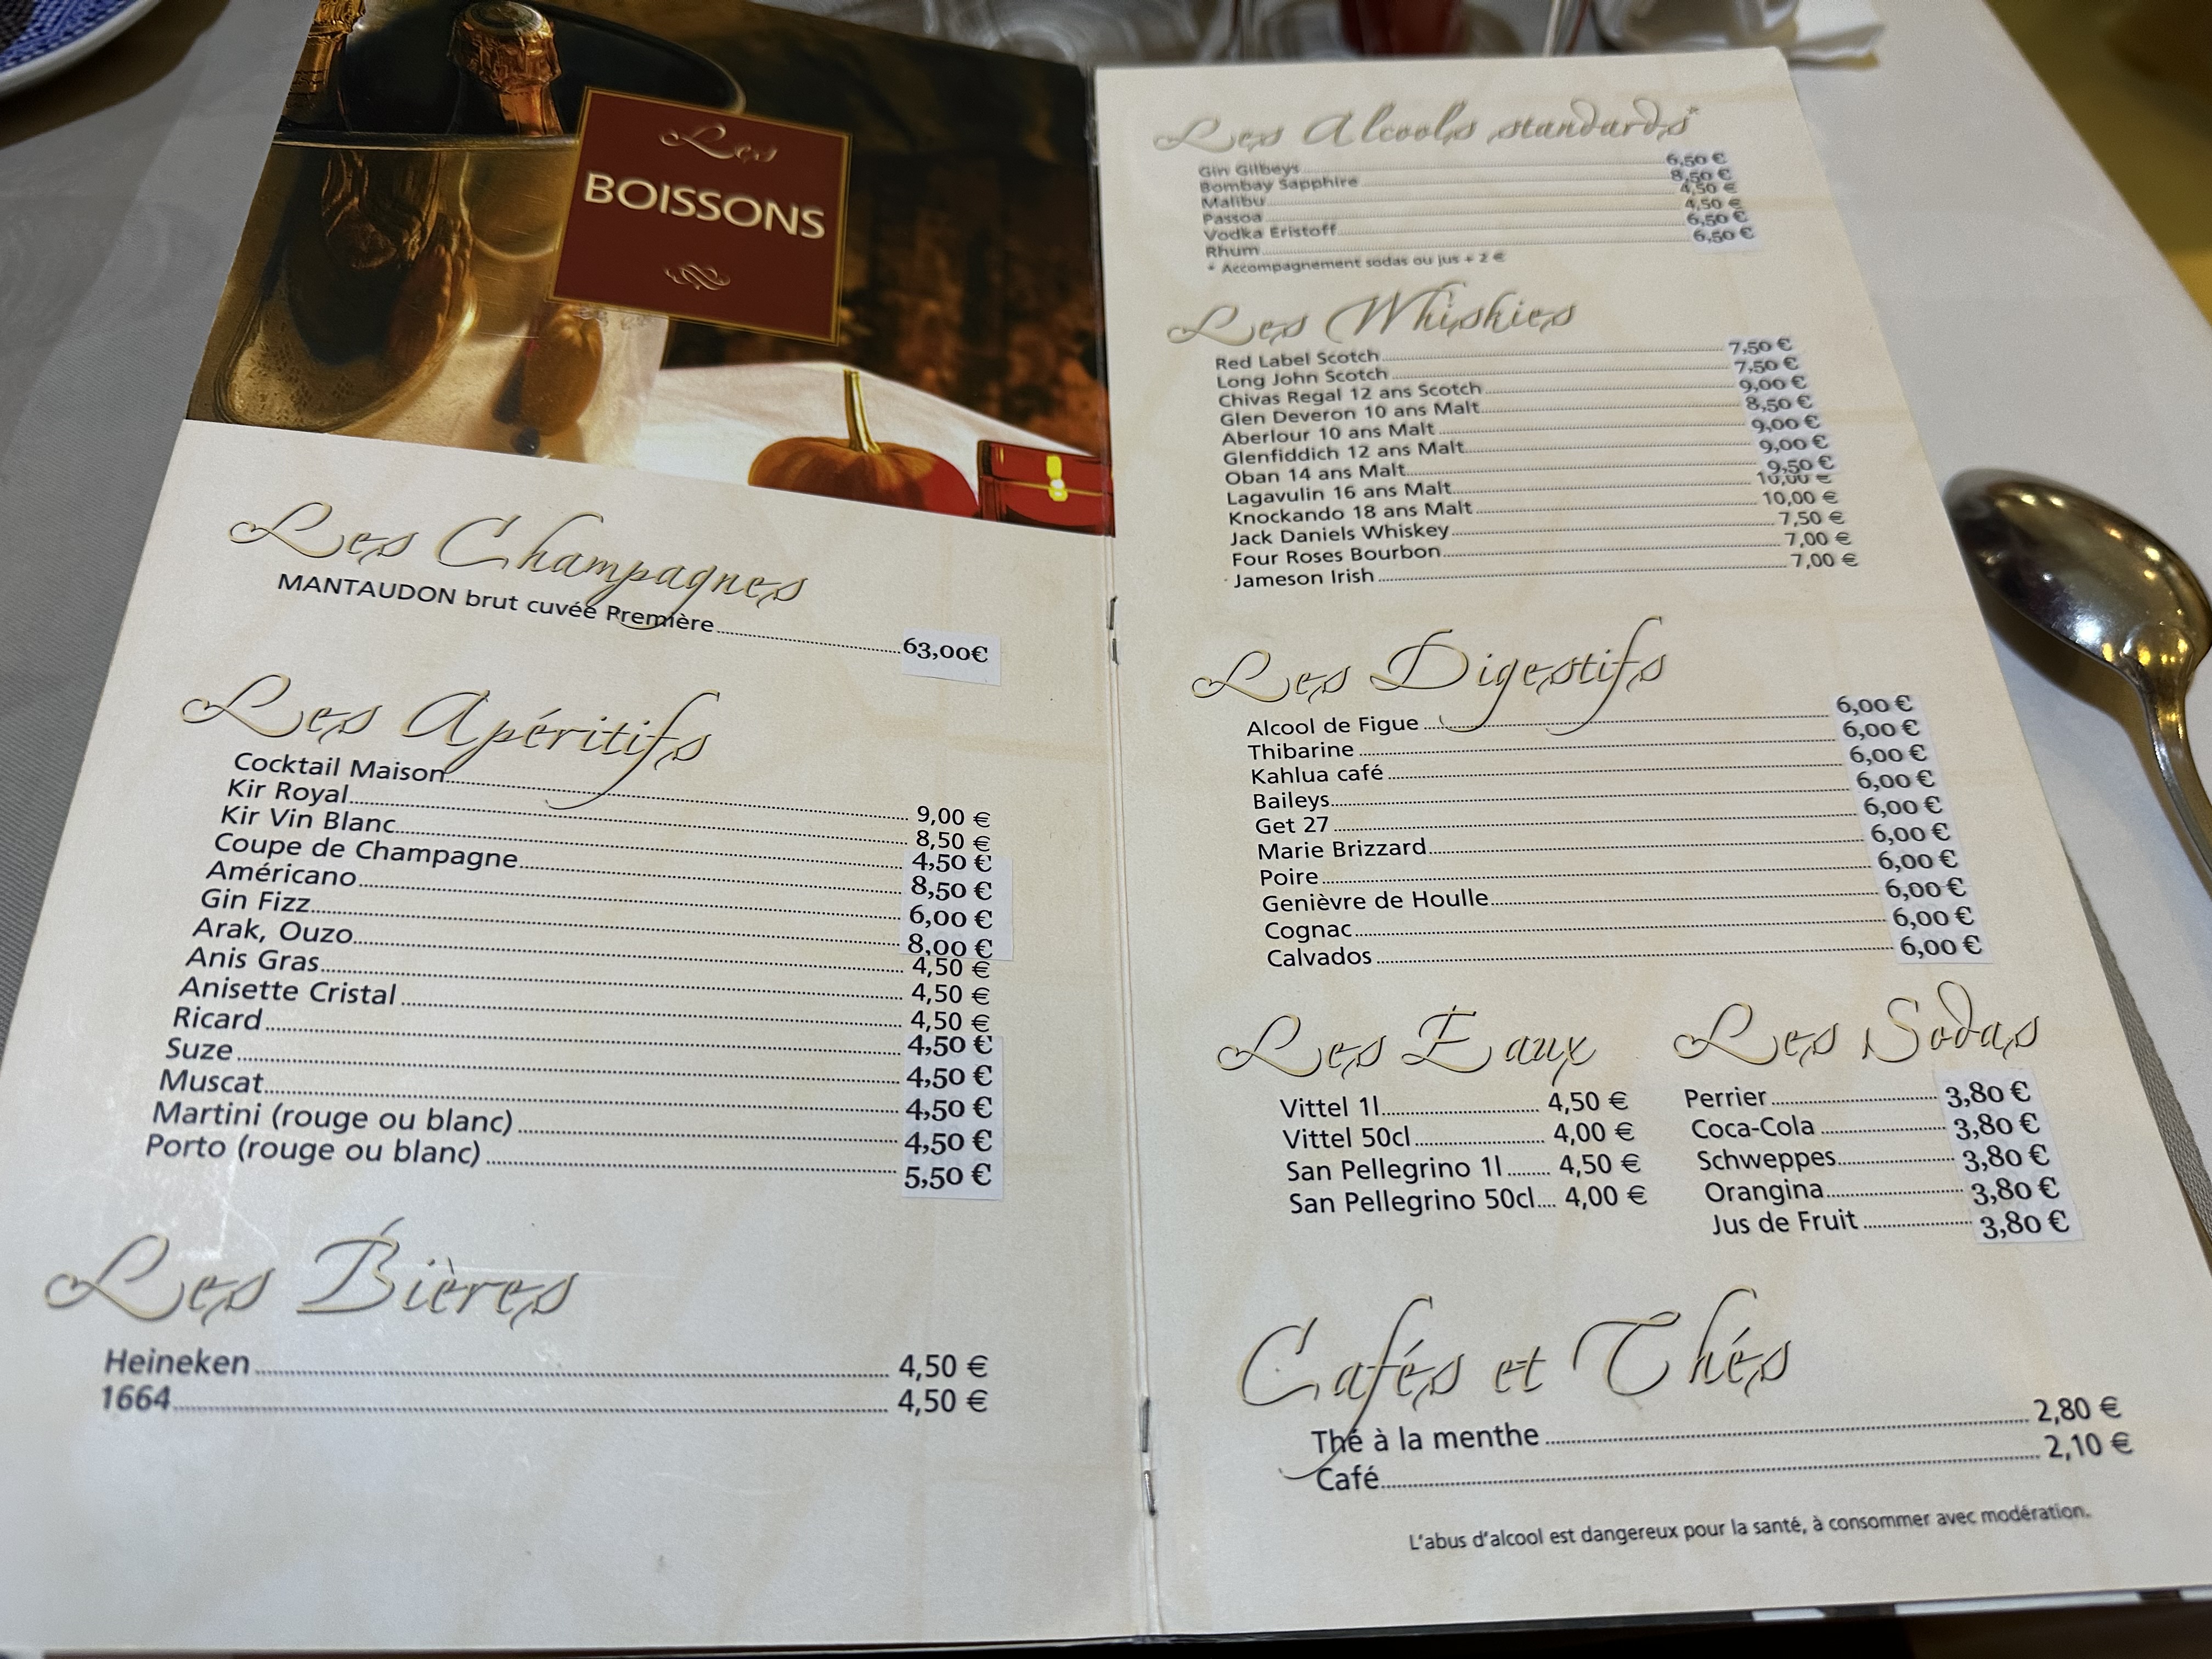 Les
BOISSONS
Les Champagnes
MANTAUDON brut cuvée Première 63,00€
Les Apéritifs
Cocktail Maison 9,00 €
Kir Royal 8,50 €
Kir Vin Blanc 4,50 €
Coupe de Champagne 8,50 €
Américano 6,00 €
Gin Fizz 8,00 €
Arak, Ouzo 4,50 €
Anis Gras 4,50 €
Anisette Cristal 4,50 €
Ricard 4,50 €
Suze 4,50 €
Muscat 4,50 €
Martini (rouge ou blanc) 4,50 €
Porto (rouge ou blanc) 5,50 €
Les Bières
Heineken 4,50 €
1664 4,50 €
Les Alcools standards*
Gin Gilbeys 6,50 €
Bombay Sapphire 8,50 €
Malibu 4,50 €
Passoa 4,50 €
Vodka Eristoff 6,50 €
Rhum 6,50 €
* Accompagnement sodas ou jus + 2 €
Les Whiskies
Red Label Scotch 7,50 €
Long John Scotch 7,50 €
Chivas Regal 12 ans Scotch 9,00 €
Glen Deveron 10 ans Malt 8,50 €
Aberlour 10 ans Malt 9,00 €
Glenfiddich 12 ans Malt 9,00 €
Oban 14 ans Malt 9,50 €
Lagavulin 16 ans Malt 10,00 €
Knockando 18 ans Malt 10,00 €
Jack Daniels Whiskey 7,50 €
Four Roses Bourbon 7,00 €
Jameson Irish 7,00 €
Les Digestifs
Alcool de Figue 6,00 €
Thibarine 6,00 €
Kahlua café 6,00 €
Baileys 6,00 €
Get 27 6,00 €
Marie Brizzard 6,00 €
Poire 6,00 €
Genièvre de Houlle 6,00 €
Cognac 6,00 €
Calvados 6,00 €
Les Eaux
Vittel 1l 4,50 €
Vittel 50cl 4,00 €
San Pellegrino 1l 4,50 €
San Pellegrino 50cl 4,00 €
Les Sodas
Perrier 3,80 €
Coca-Cola 3,80 €
Schweppes 3,80 €
Orangina 3,80 €
Jus de Fruit 3,80 €
Cafés et Thés
Thé à la menthe 2,80 €
Café 2,10 €
L'abus d'alcool est dangereux pour la santé, à consommer avec modération.